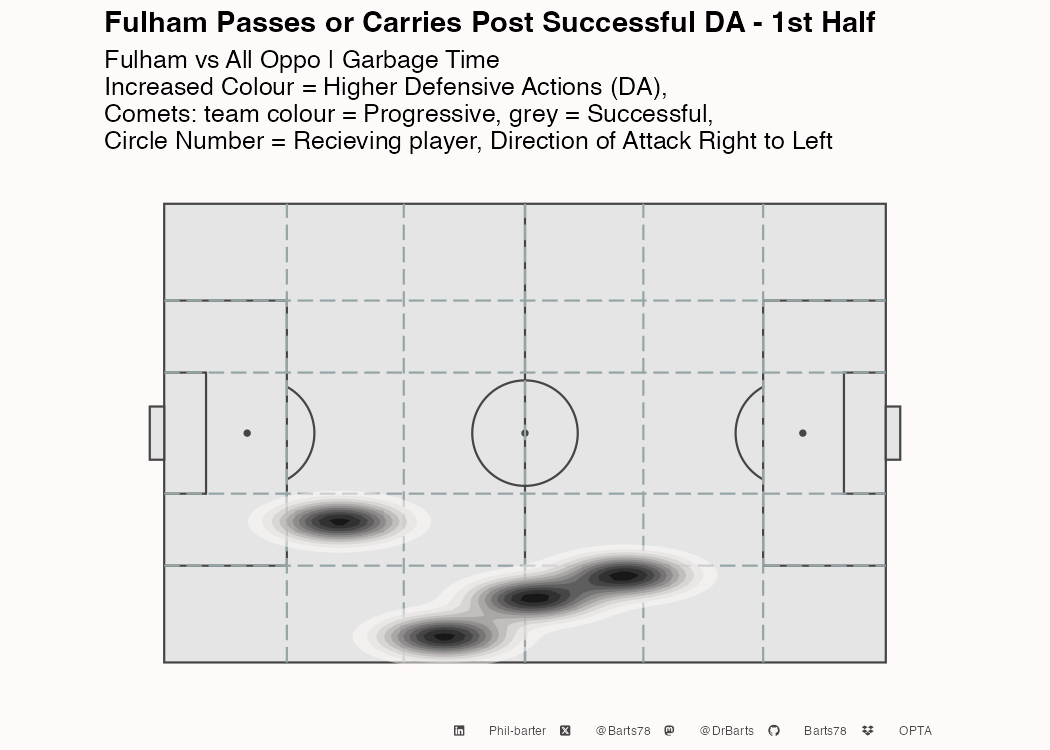 Fulham Passes or Carries Post Successful DA - 1st Half
Fulham vs All Oppo | Garbage Time
Increased Colour = Higher Defensive Actions (DA),
Comets: team colour = Progressive, grey = Successful,
Circle Number = Recieving player, Direction of Attack Right to Left
Phil-barter @Barts78 @DrBarts Barts78 OPTA